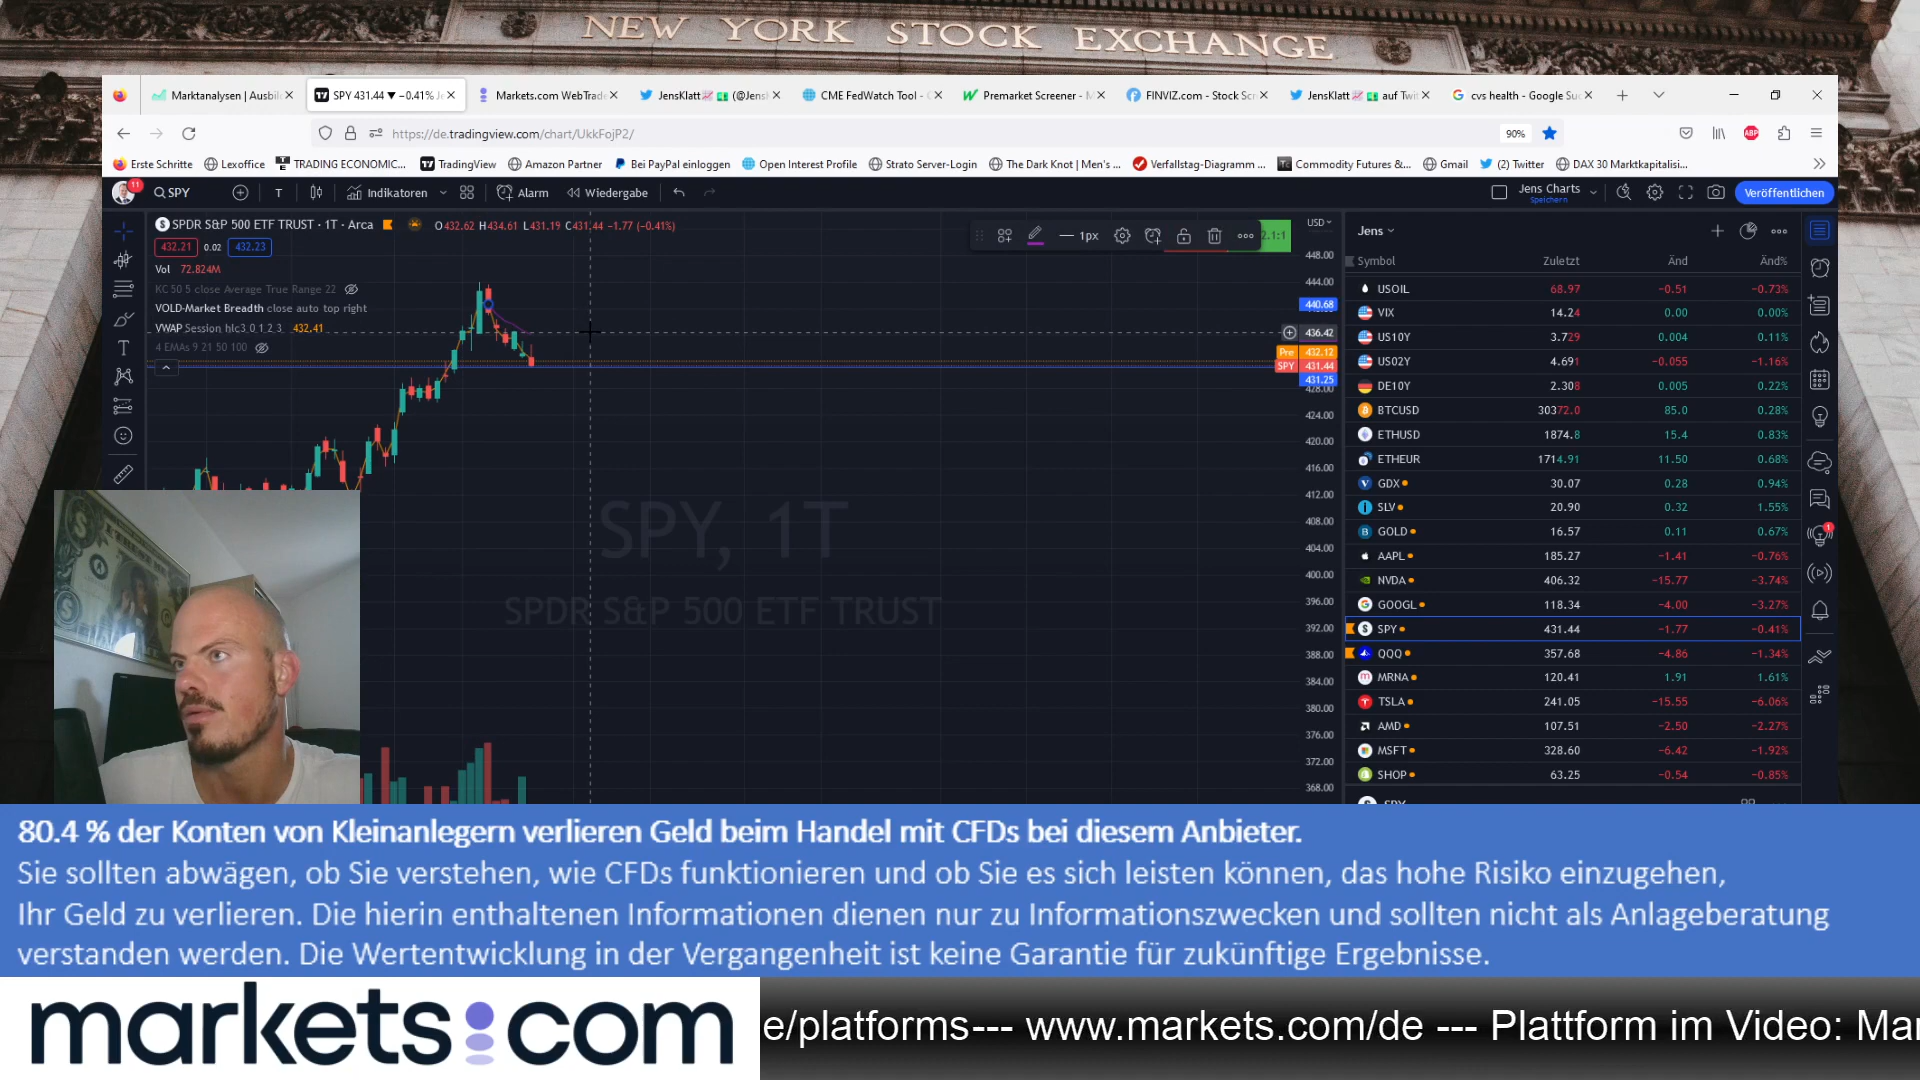 NEW YORK STOCK EXCHANGE
Marktanalysen | Ausbil
SPY 431.44 ▼ −0.41%
Markets.com WebTrade
JensKlatt📈 💵 (@Jens
CME FedWatch Tool - C
Premarket Screener - M
FINVIZ.com - Stock Scr
JensKlatt📈 💵 auf Twit
cvs health - Google Su
https://de.tradingview.com/chart/UkkFojP2/
90%
ABP
Erste Schritte
Lexoffice
TRADING ECONOMIC...
TradingView
Amazon Partner
Bei PayPal einloggen
Open Interest Profile
Strato Server-Login
The Dark Knot | Men's ...
Verfallstag-Diagramm ...
Commodity Futures &...
Gmail
(2) Twitter
DAX 30 Marktkapitalisi...
11
SPY
T
Indikatoren
Alarm
Wiedergabe
Jens Charts
Speichern
Veröffentlichen
SPDR S&P 500 ETF TRUST · 1T · Arca
O432.62 H434.61 L431.19 C431.44 −1.77 (−0.41%)
432.21 0.02 432.23
Vol 72.824M
KC 50 5 close Average True Range 22
VOLD-Market Breadth close auto top right
VWAP Session hlc3 0 1 2 3 432.41
4 EMAs 9 21 50 100
1px
2.1:1
USD
448.00
444.00
440.68
436.42
Pre 432.12
SPY 431.44
431.25
428.00
424.00
420.00
416.00
412.00
408.00
404.00
400.00
396.00
392.00
388.00
384.00
380.00
376.00
372.00
368.00
SPY, 1T
SPDR S&P 500 ETF TRUST
Jens
Symbol Zuletzt Änd Änd%
USOIL 68.97 −0.51 −0.73%
VIX 14.24 0.00 0.00%
US10Y 3.729 0.004 0.11%
US02Y 4.691 −0.055 −1.16%
DE10Y 2.308 0.005 0.22%
BTCUSD 30372.0 85.0 0.28%
ETHUSD 1874.8 15.4 0.83%
ETHEUR 1714.91 11.50 0.68%
GDX 30.07 0.28 0.94%
SLV 20.90 0.32 1.55%
GOLD 16.57 0.11 0.67%
AAPL 185.27 −1.41 −0.76%
NVDA 406.32 −15.77 −3.74%
GOOGL 118.34 −4.00 −3.27%
SPY 431.44 −1.77 −0.41%
QQQ 357.68 −4.86 −1.34%
MRNA 120.41 1.91 1.61%
TSLA 241.05 −15.55 −6.06%
AMD 107.51 −2.50 −2.27%
MSFT 328.60 −6.42 −1.92%
SHOP 63.25 −0.54 −0.85%
1
80.4 % der Konten von Kleinanlegern verlieren Geld beim Handel mit CFDs bei diesem Anbieter.
Sie sollten abwägen, ob Sie verstehen, wie CFDs funktionieren und ob Sie es sich leisten können, das hohe Risiko einzugehen,
Ihr Geld zu verlieren. Die hierin enthaltenen Informationen dienen nur zu Informationszwecken und sollten nicht als Anlageberatung
verstanden werden. Die Wertentwicklung in der Vergangenheit ist keine Garantie für zukünftige Ergebnisse.
markets.com
e/platforms--- www.markets.com/de --- Plattform im Video: Mar